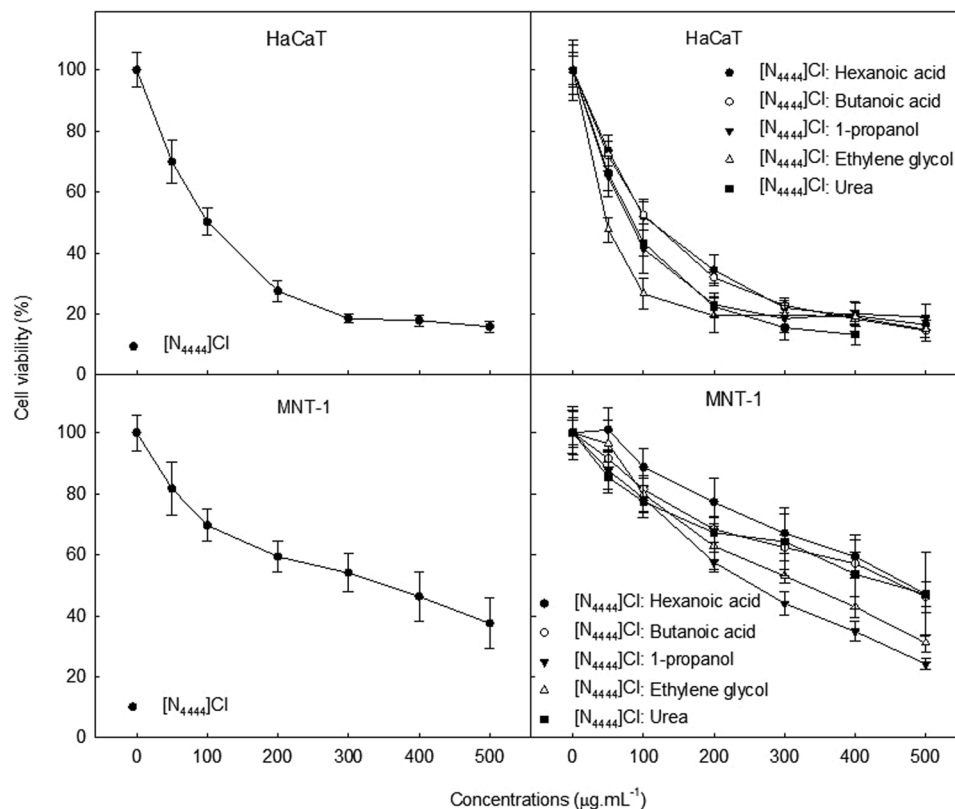 HaCaT
HaCaT
100
80
60
40
20
0
[N₄₄₄₄]Cl
[N₄₄₄₄]Cl: Hexanoic acid
[N₄₄₄₄]Cl: Butanoic acid
[N₄₄₄₄]Cl: 1-propanol
[N₄₄₄₄]Cl: Ethylene glycol
[N₄₄₄₄]Cl: Urea
Cell viability (%)
MNT-1
MNT-1
100
80
60
40
20
0
[N₄₄₄₄]Cl
[N₄₄₄₄]Cl: Hexanoic acid
[N₄₄₄₄]Cl: Butanoic acid
[N₄₄₄₄]Cl: 1-propanol
[N₄₄₄₄]Cl: Ethylene glycol
[N₄₄₄₄]Cl: Urea
0 100 200 300 400 500 0 100 200 300 400 500
Concentrations (µg.mL⁻¹)